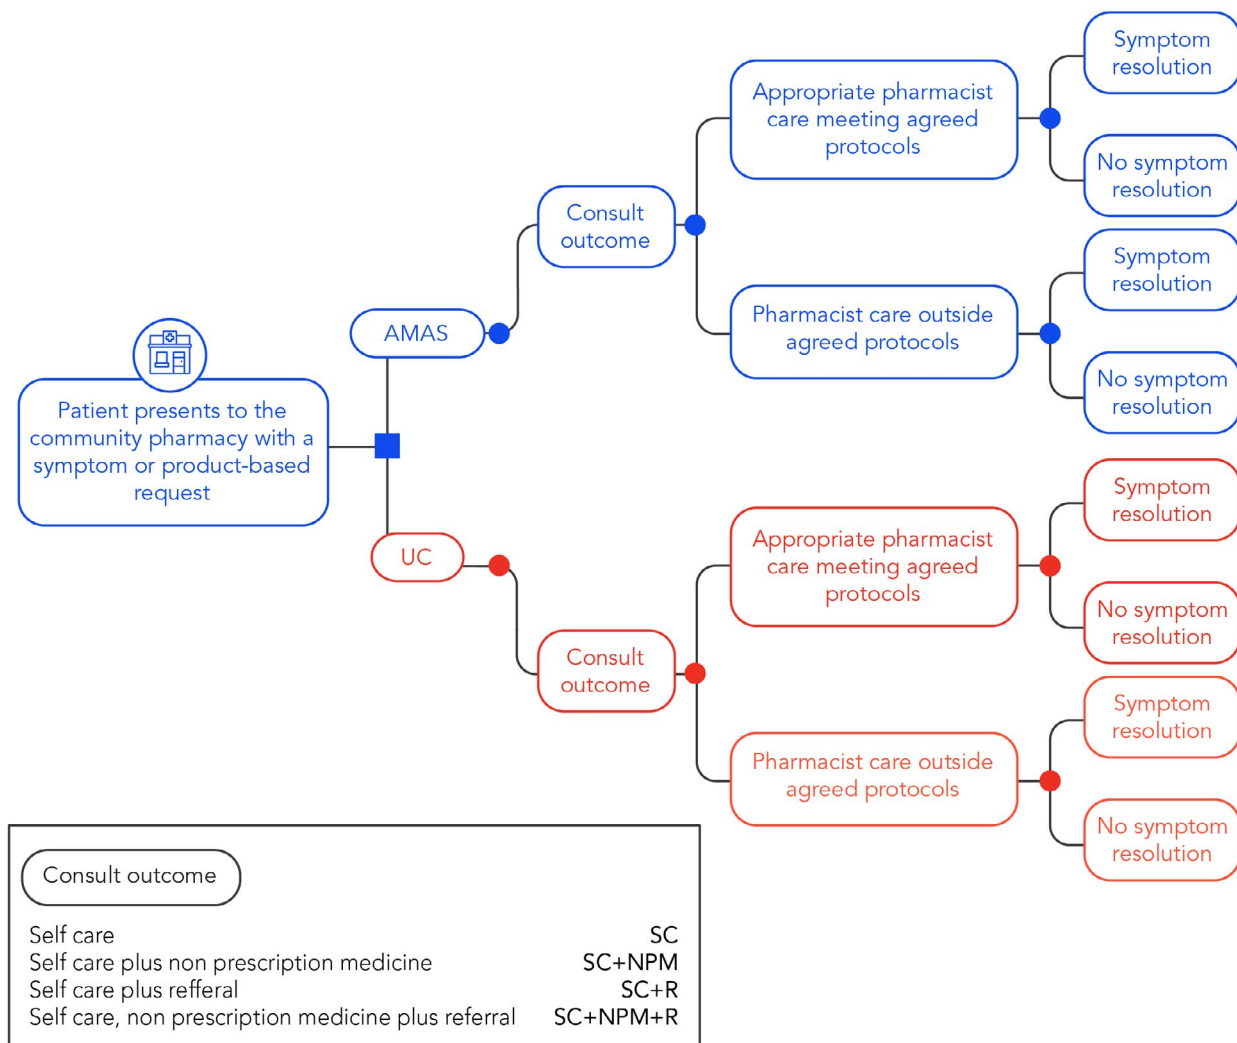 Patient presents to the
community pharmacy with a
symptom or product-based
request
AMAS
Consult
outcome
Appropriate pharmacist
care meeting agreed
protocols
Symptom
resolution
No symptom
resolution
Pharmacist care outside
agreed protocols
Symptom
resolution
No symptom
resolution
UC
Consult
outcome
Appropriate pharmacist
care meeting agreed
protocols
Symptom
resolution
No symptom
resolution
Pharmacist care outside
agreed protocols
Symptom
resolution
No symptom
resolution
Consult outcome
Self care SC
Self care plus non prescription medicine SC+NPM
Self care plus refferal SC+R
Self care, non prescription medicine plus referral SC+NPM+R